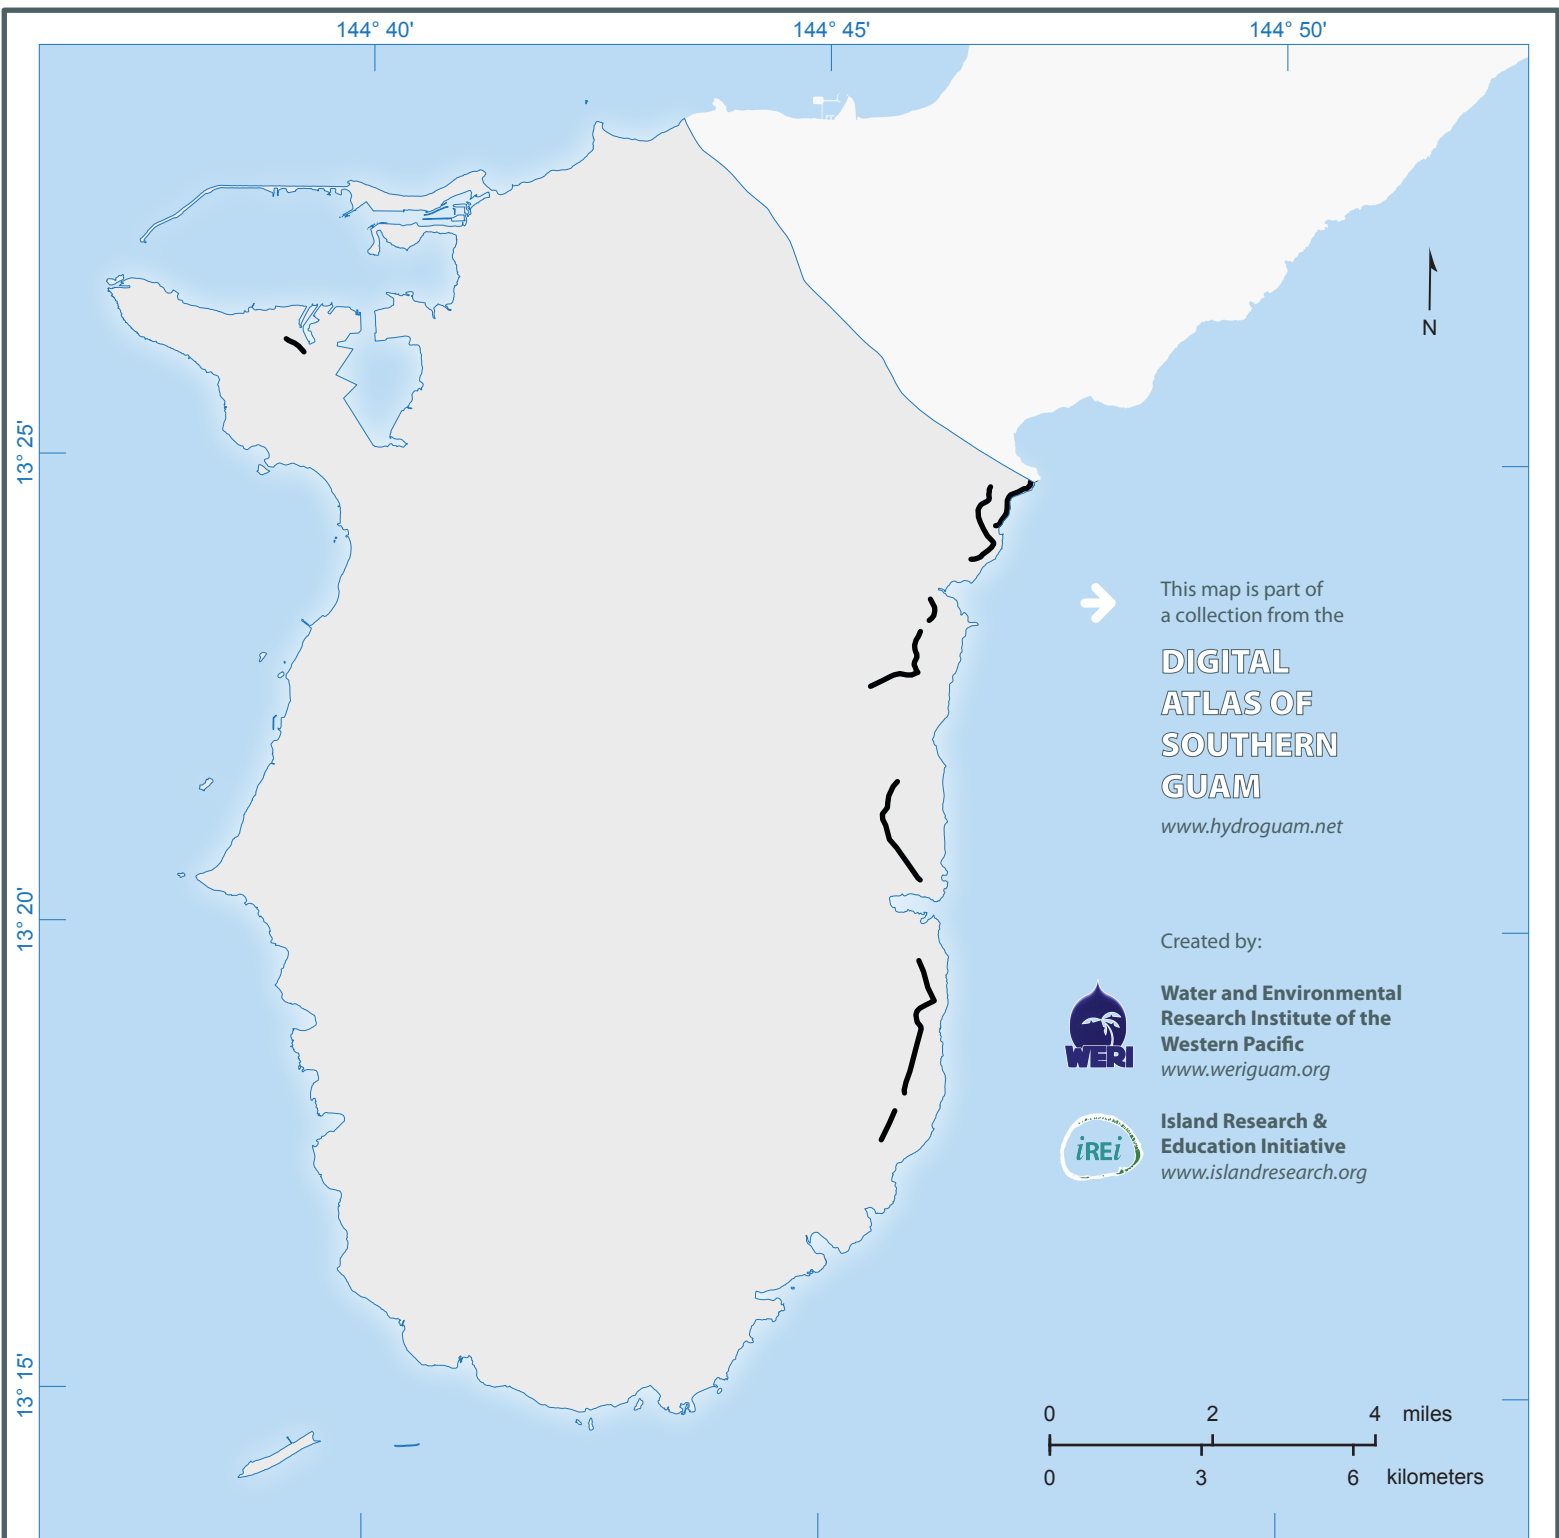 144° 40'
144° 45'
144° 50'
N
13° 25'
This map is part of
a collection from the
DIGITAL
ATLAS OF
SOUTHERN
GUAM
www.hydroguam.net
13° 20'
Created by:
WERI
Water and Environmental
Research Institute of the
Western Pacific
www.weriguam.org
iREi
Island Research &
Education Initiative
www.islandresearch.org
13° 15'
0 2 4 miles
0 3 6 kilometers